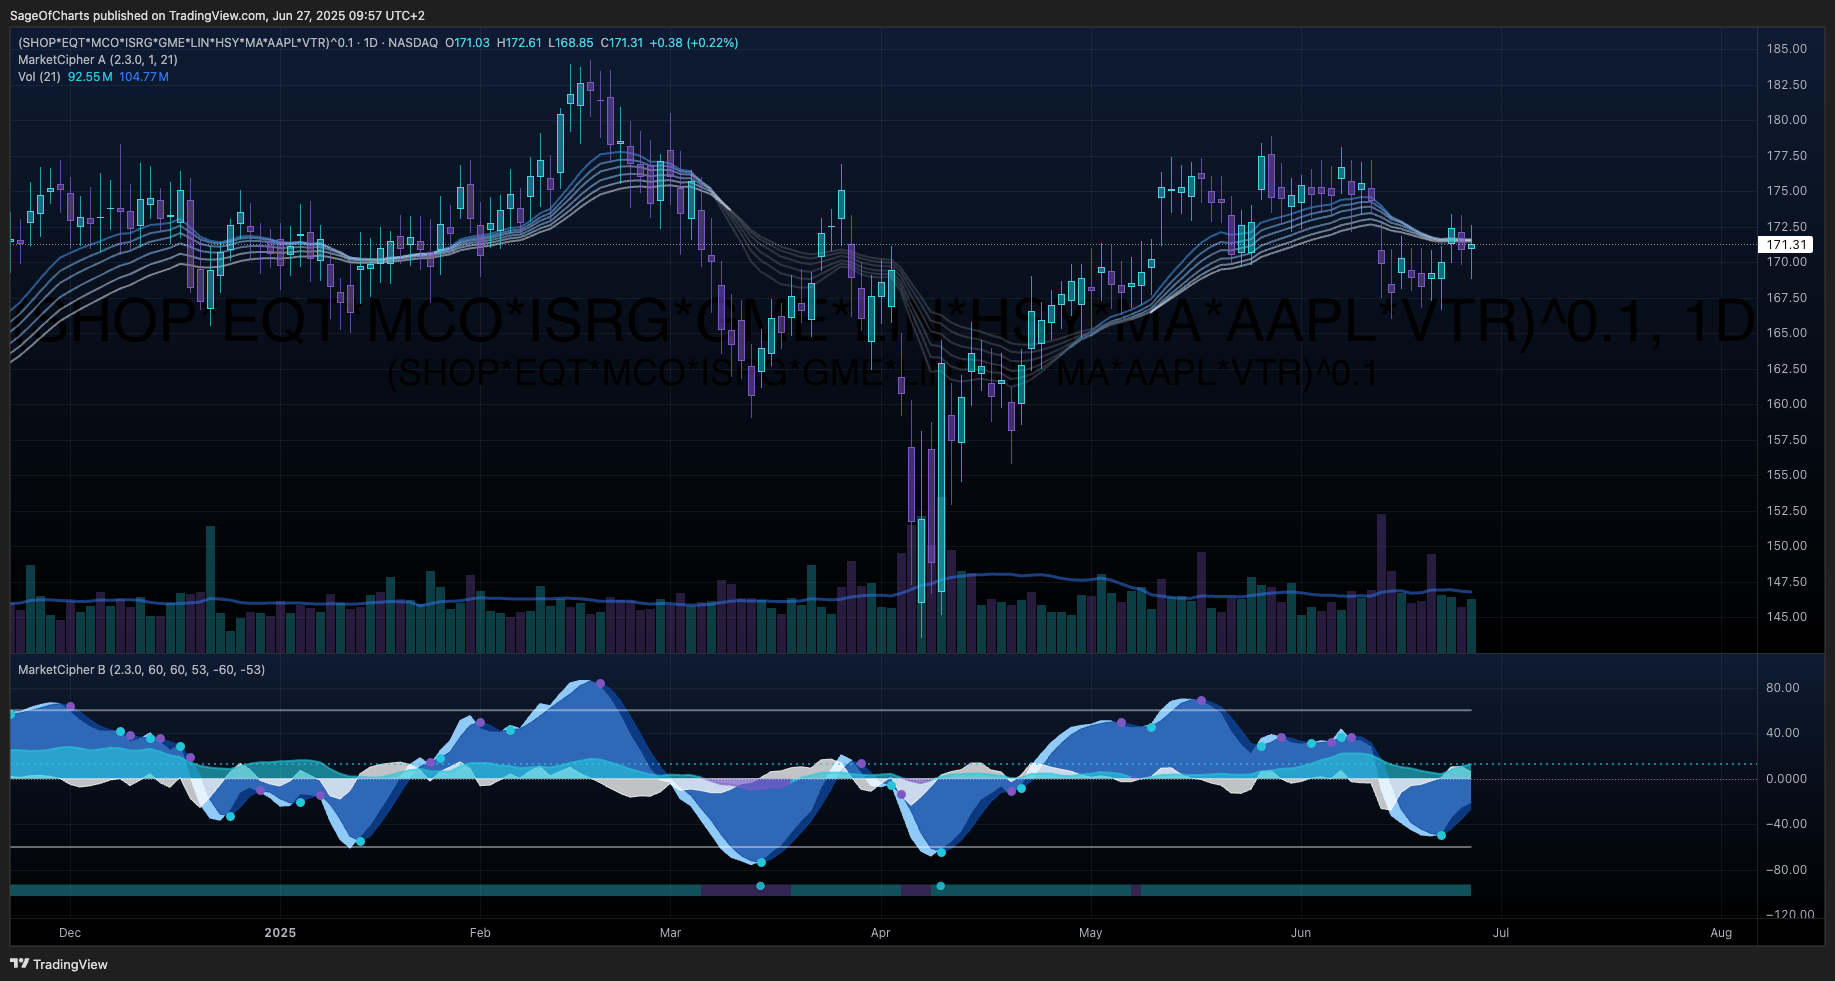 SageOfCharts published on TradingView.com, Jun 27, 2025 09:57 UTC+2
(SHOP*EQT*MCO*ISRG*GME*LIN*HSY*MA*AAPL*VTR)^0.1 · 1D · NASDAQ O171.03 H172.61 L168.85 C171.31 +0.38 (+0.22%)
MarketCipher A (2.3.0, 1, 21)
Vol (21) 92.55M 104.77M
185.00
182.50
180.00
177.50
175.00
172.50
171.31
170.00
167.50
165.00
162.50
160.00
157.50
155.00
152.50
150.00
147.50
145.00
(SHOP*EQT*MCO*ISRG*GME*LIN*HSY*MA*AAPL*VTR)^0.1, 1D
(SHOP*EQT*MCO*ISRG*GME*LIN*HSY*MA*AAPL*VTR)^0.1
MarketCipher B (2.3.0, 60, 60, 53, -60, -53)
80.00
40.00
0.0000
−40.00
−80.00
−120.00
Dec 2025 Feb Mar Apr May Jun Jul Aug
TradingView